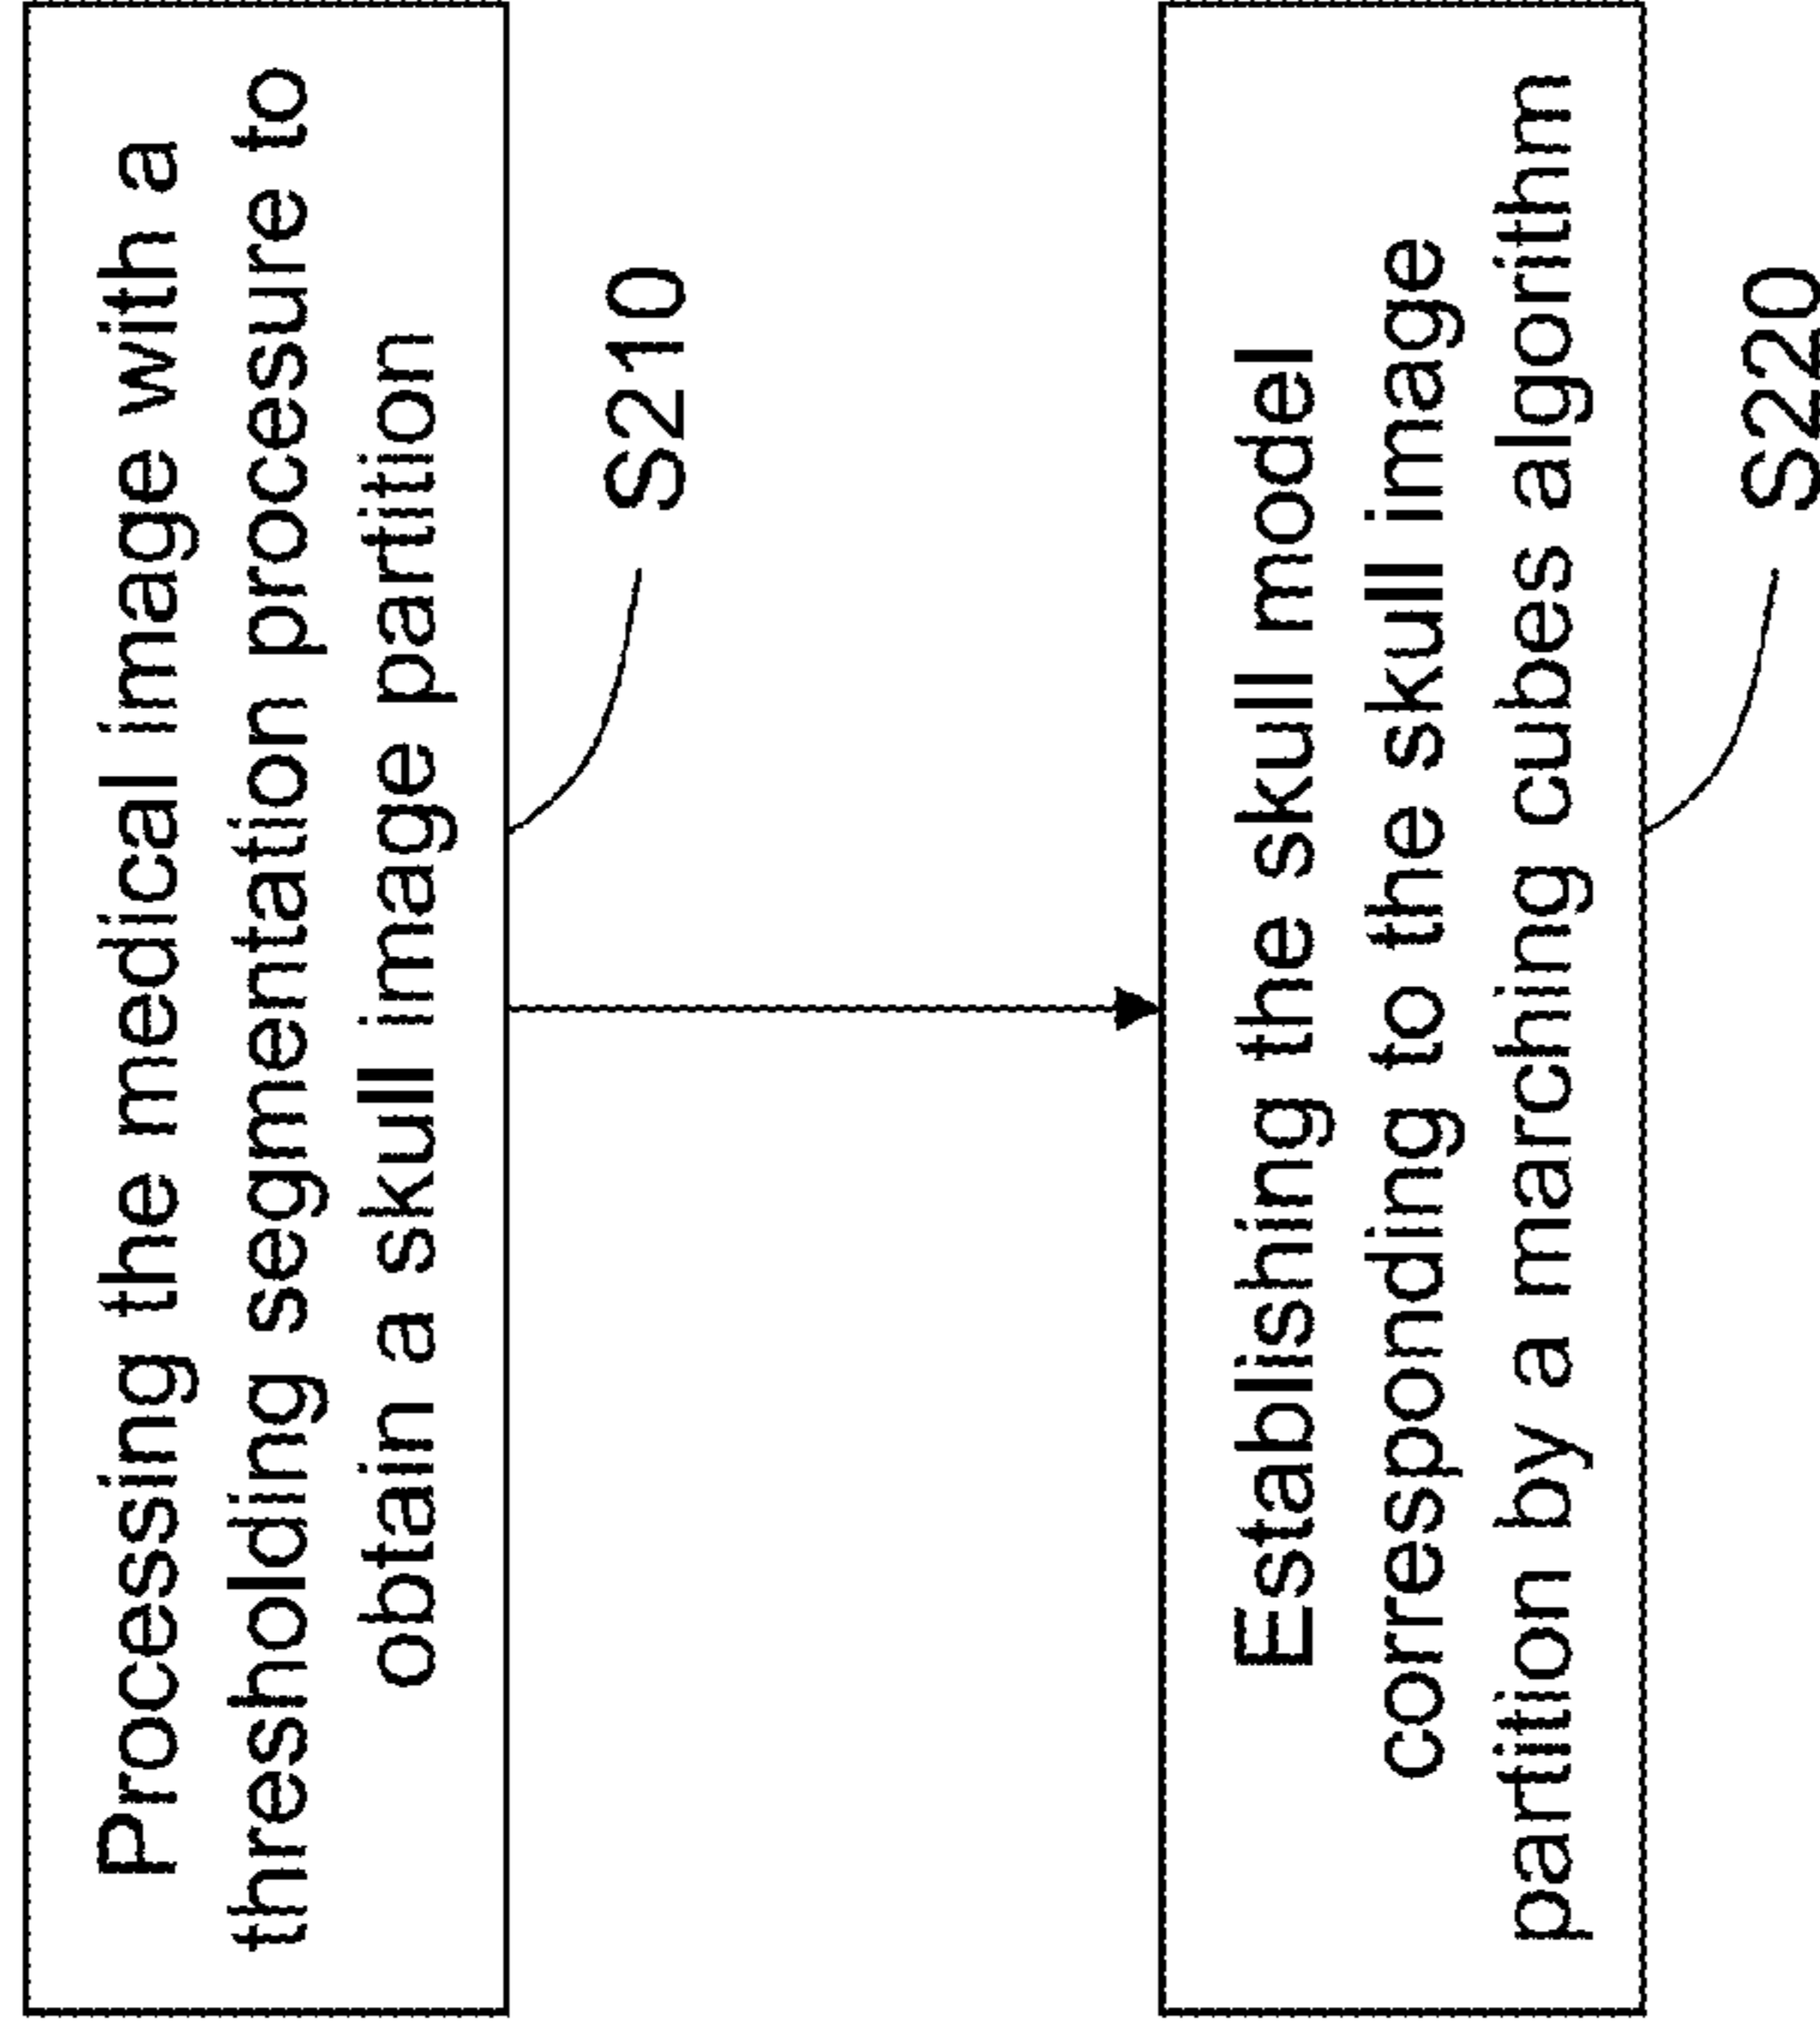 Processing the medical image with a
thresholding segmentation procesure to
obtain a skull image partition
S210
Establishing the skull model
corresponding to the skull image
partition by a marching cubes algorithm
S220